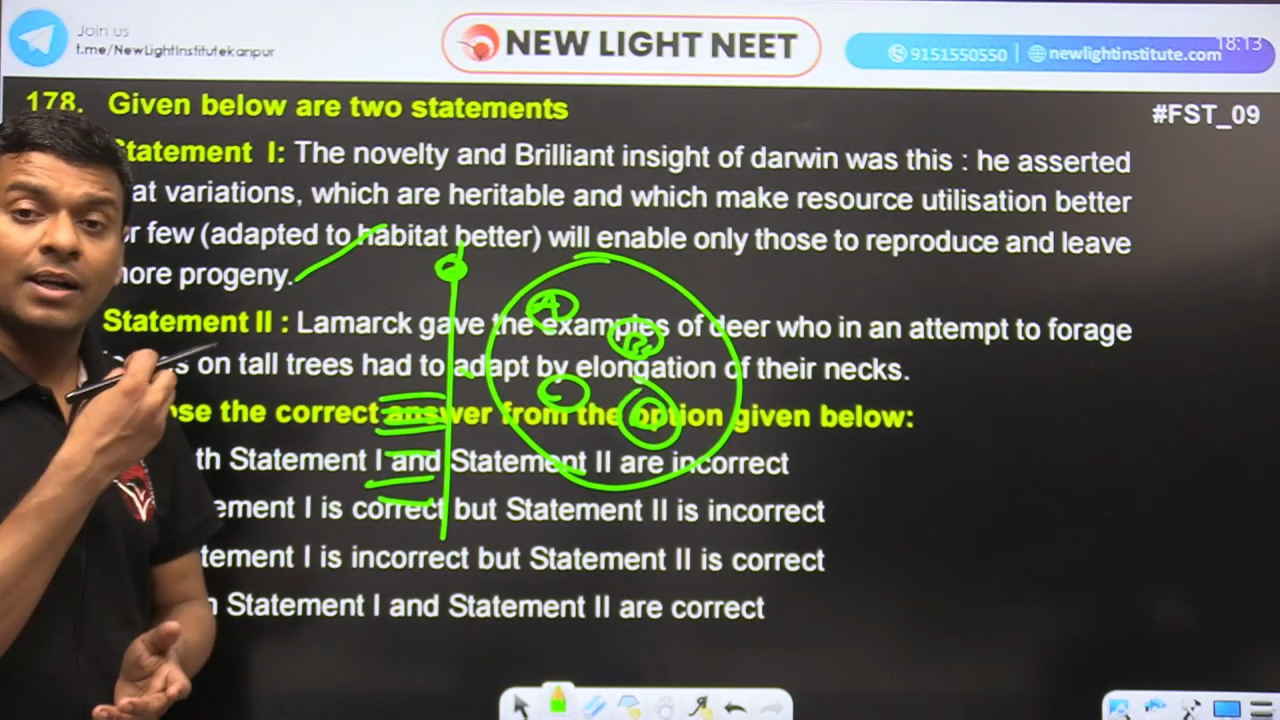 Join us
t.me/NewLightInstitutekanpur
NEW LIGHT NEET
9151550550 | newlightinstitute.com
18:13
178. Given below are two statements
#FST_09
tatement I: The novelty and Brilliant insight of darwin was this : he asserted
at variations, which are heritable and which make resource utilisation better
r few (adapted to habitat better) will enable only those to reproduce and leave
ore progeny.
Statement II : Lamarck gave the examples of deer who in an attempt to forage
s on tall trees had to adapt by elongation of their necks.
ose the correct answer from the option given below:
th Statement I and Statement II are incorrect
ement I is correct but Statement II is incorrect
tement I is incorrect but Statement II is correct
Statement I and Statement II are correct
A
B